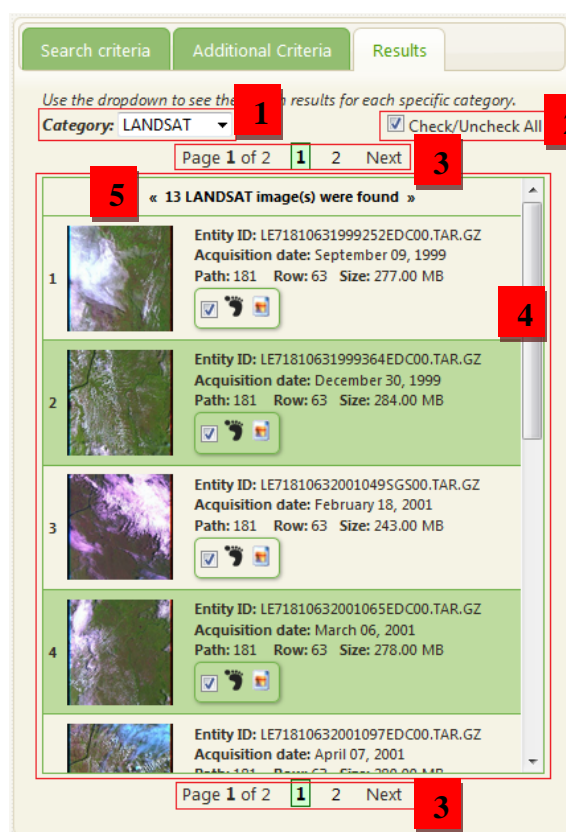 Search criteria Additional Criteria Results
Use the dropdown to see the results for each specific category.
1
Category: LANDSAT
Check/Uncheck All
Page 1 of 2 1 2 Next
3
5
« 13 LANDSAT image(s) were found »
4
1
Entity ID: LE71810631999252EDC00.TAR.GZ
Acquisition date: September 09, 1999
Path: 181 Row: 63 Size: 277.00 MB
2
Entity ID: LE71810631999364EDC00.TAR.GZ
Acquisition date: December 30, 1999
Path: 181 Row: 63 Size: 284.00 MB
3
Entity ID: LE71810632001049SGS00.TAR.GZ
Acquisition date: February 18, 2001
Path: 181 Row: 63 Size: 243.00 MB
4
Entity ID: LE71810632001065EDC00.TAR.GZ
Acquisition date: March 06, 2001
Path: 181 Row: 63 Size: 278.00 MB
Entity ID: LE71810632001097EDC00.TAR.GZ
Acquisition date: April 07, 2001
Page 1 of 2 1 2 Next
3